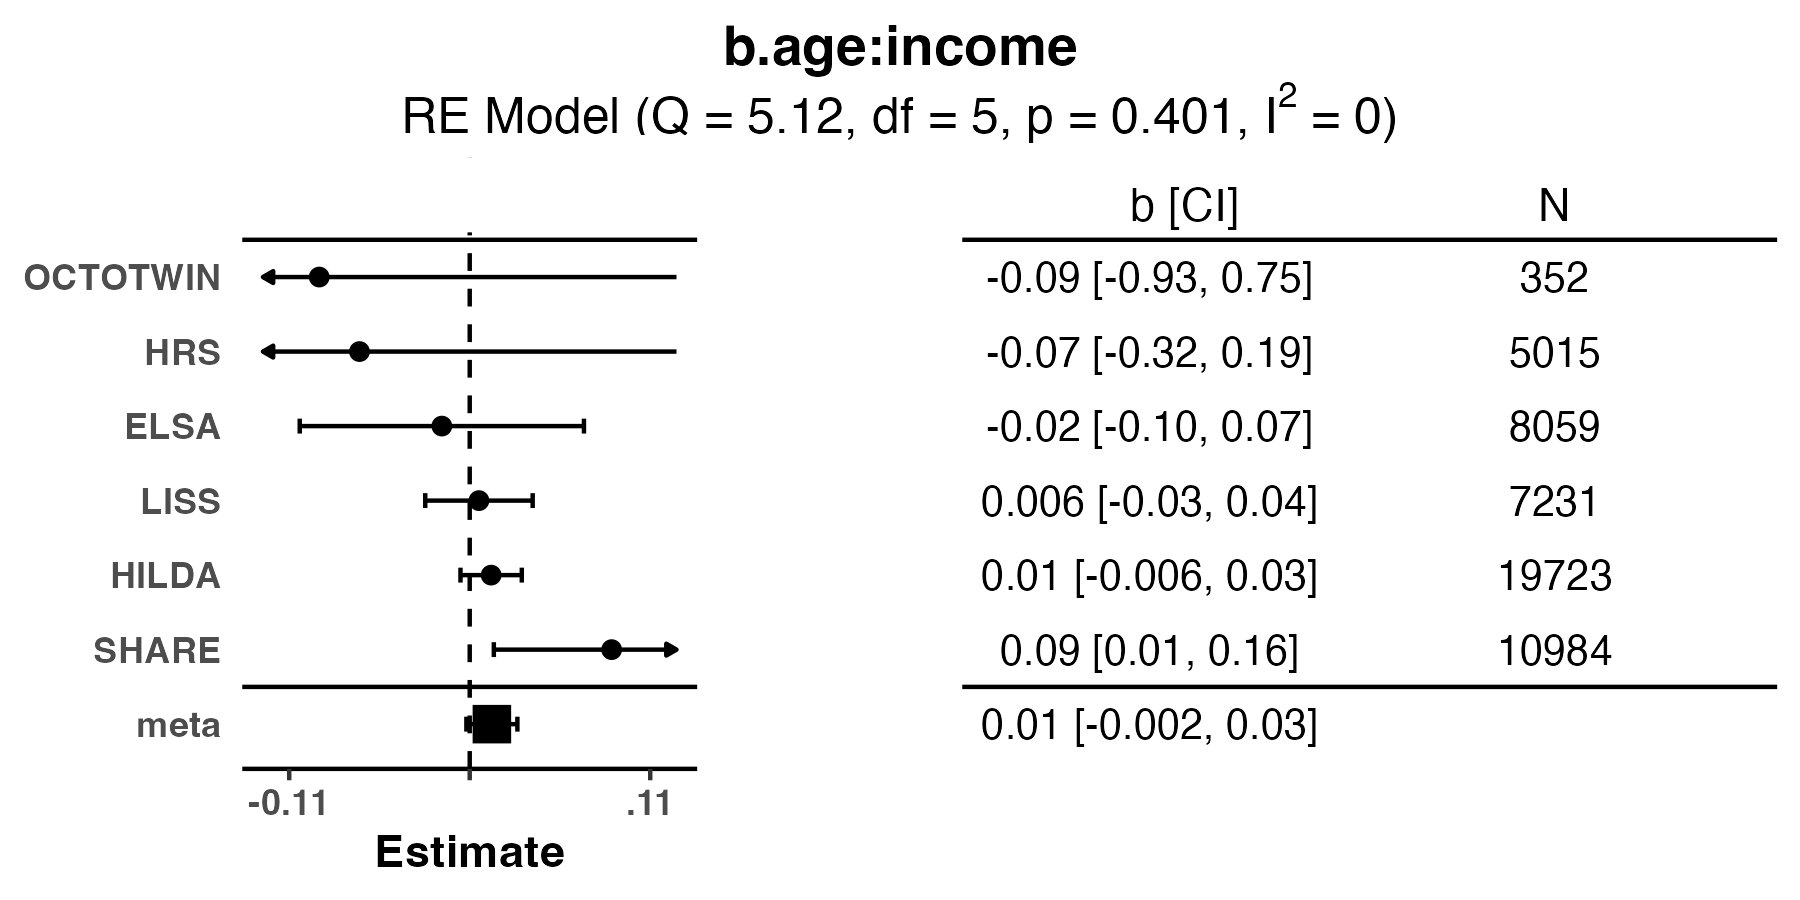 b.age:income
RE Model (Q = 5.12, df = 5, p = 0.401, I² = 0)
b [CI] N
OCTOTWIN -0.09 [-0.93, 0.75] 352
HRS -0.07 [-0.32, 0.19] 5015
ELSA -0.02 [-0.10, 0.07] 8059
LISS 0.006 [-0.03, 0.04] 7231
HILDA 0.01 [-0.006, 0.03] 19723
SHARE 0.09 [0.01, 0.16] 10984
meta 0.01 [-0.002, 0.03]
-0.11 .11
Estimate